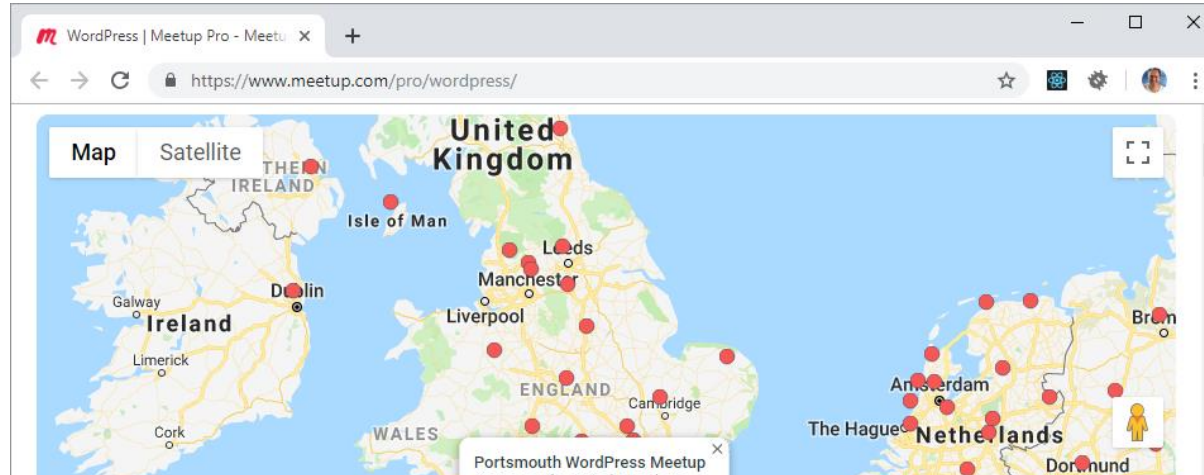 WordPress | Meetup Pro - Meetu
https://www.meetup.com/pro/wordpress/
Map Satellite
United
Kingdom
THERN
IRELAND
Isle of Man
Leeds
Manchester
Liverpool
Galway
Dublin
Ireland
Limerick
Cork
ENGLAND
Cambridge
WALES
Amsterdam
The Hague
Netherlands
Brem
Dortmund
Portsmouth WordPress Meetup